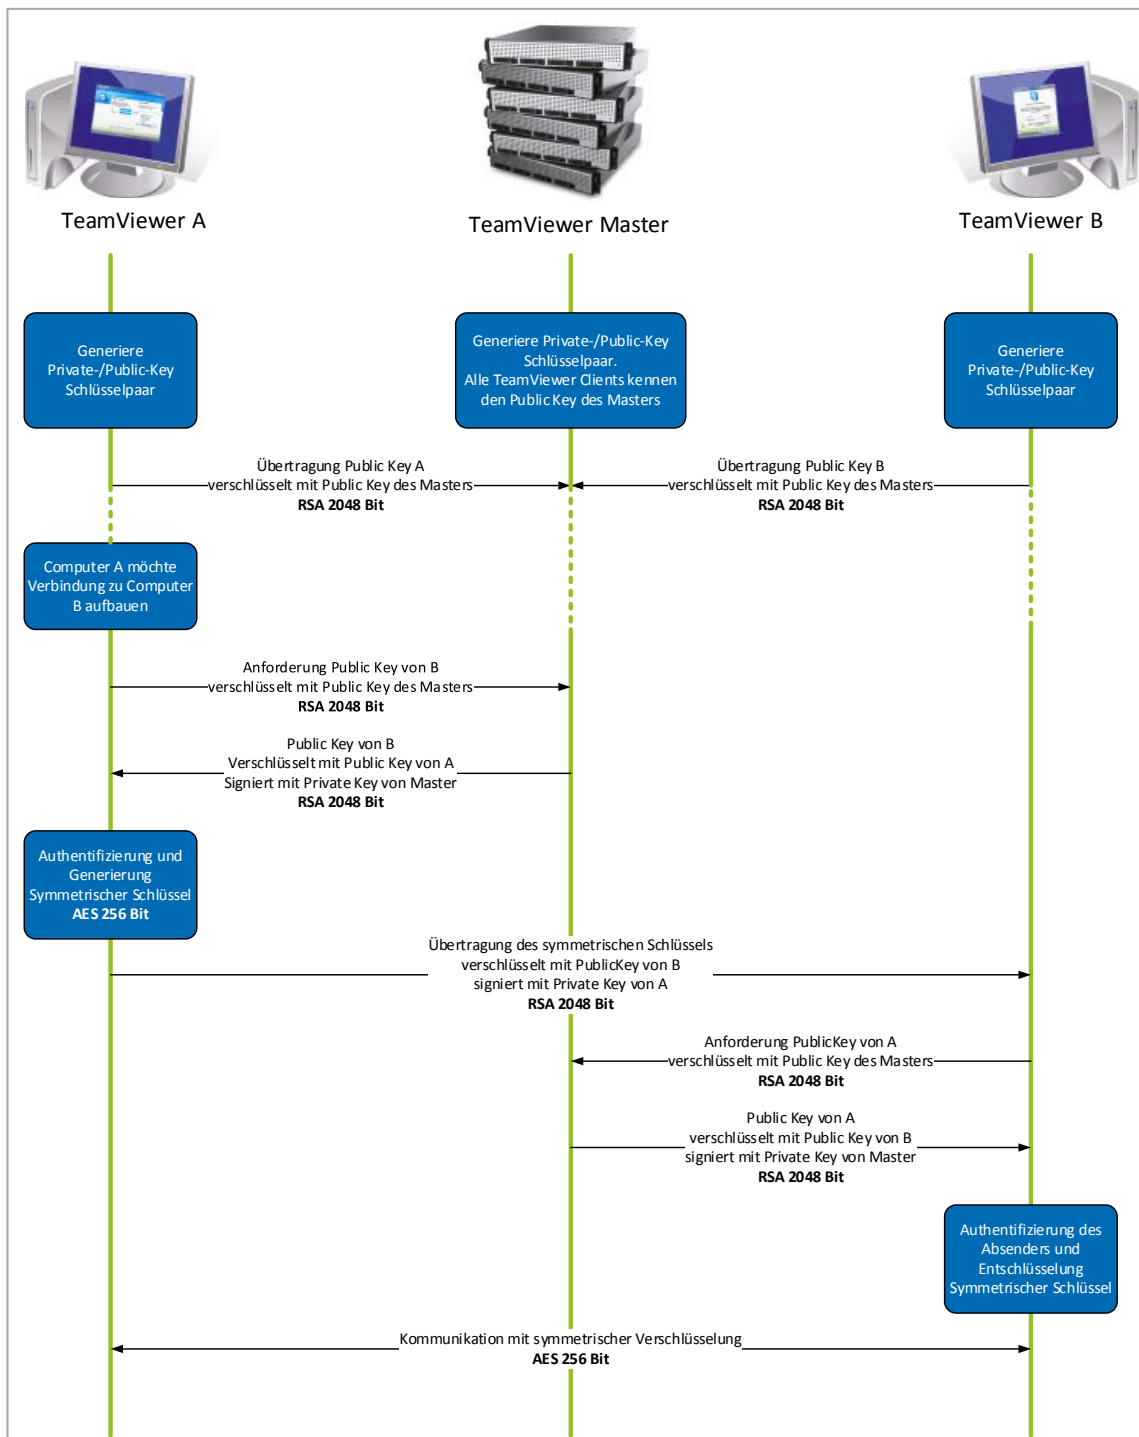 TeamViewer A
TeamViewer Master
TeamViewer B
Generiere
Private-/Public-Key
Schlüsselpaar
Generiere Private-/Public-Key
Schlüsselpaar.
Alle TeamViewer Clients kennen
den Public Key des Masters
Generiere
Private-/Public-Key
Schlüsselpaar
Übertragung Public Key A
verschlüsselt mit Public Key des Masters
RSA 2048 Bit
Übertragung Public Key B
verschlüsselt mit Public Key des Masters
RSA 2048 Bit
Computer A möchte
Verbindung zu Computer
B aufbauen
Anforderung Public Key von B
verschlüsselt mit Public Key des Masters
RSA 2048 Bit
Public Key von B
Verschlüsselt mit Public Key von A
Signiert mit Private Key von Master
RSA 2048 Bit
Authentifizierung und
Generierung
Symmetrischer Schlüssel
AES 256 Bit
Übertragung des symmetrischen Schlüssels
verschlüsselt mit PublicKey von B
signiert mit Private Key von A
RSA 2048 Bit
Anforderung PublicKey von A
verschlüsselt mit Public Key des Masters
RSA 2048 Bit
Public Key von A
verschlüsselt mit Public Key von B
signiert mit Private Key von Master
RSA 2048 Bit
Authentifizierung des
Absenders und
Entschlüsselung
Symmetrischer Schlüssel
Kommunikation mit symmetrischer Verschlüsselung
AES 256 Bit